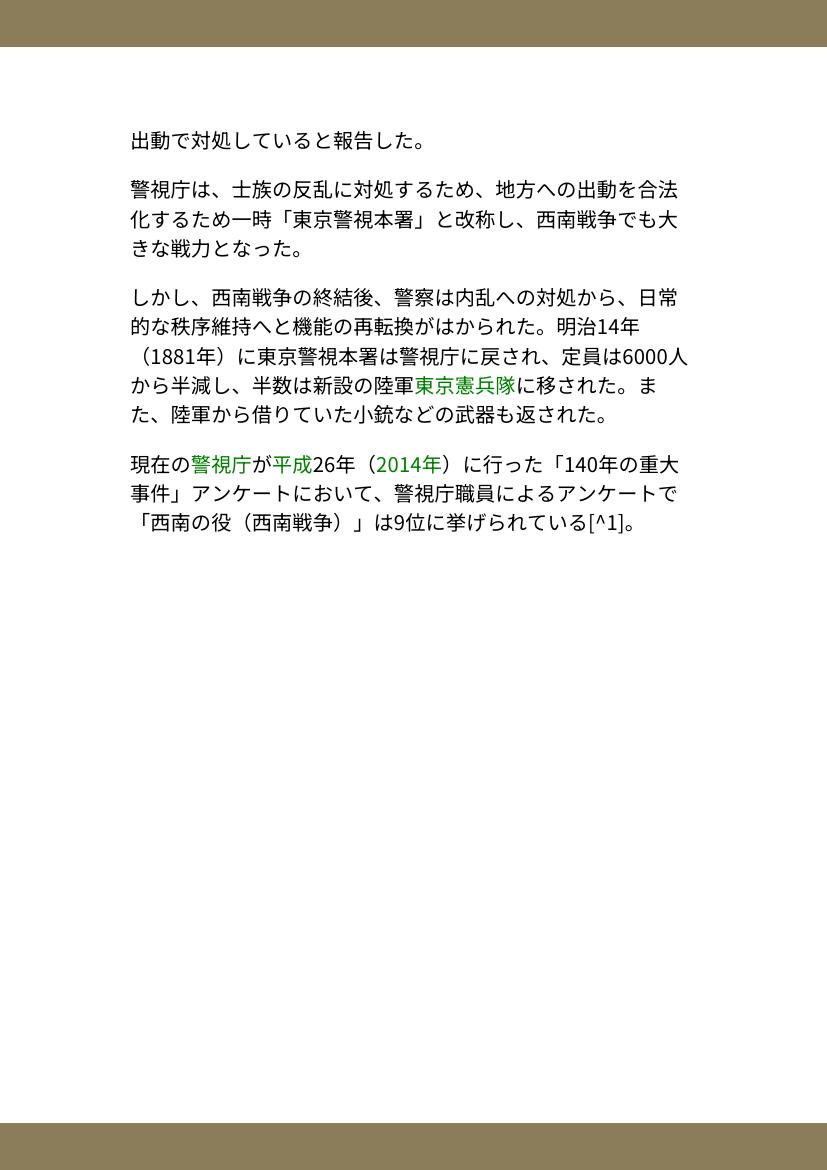 出動で対処していると報告した。
警視庁は、士族の反乱に対処するため、地方への出動を合法
化するため一時「東京警視本署」と改称し、西南戦争でも大
きな戦力となった。
しかし、西南戦争の終結後、警察は内乱への対処から、日常
的な秩序維持へと機能の再転換がはかられた。明治14年
（1881年）に東京警視本署は警視庁に戻され、定員は6000人
から半減し、半数は新設の陸軍東京憲兵隊に移された。ま
た、陸軍から借りていた小銃などの武器も返された。
現在の警視庁が平成26年（2014年）に行った「140年の重大
事件」アンケートにおいて、警視庁職員によるアンケートで
「西南の役（西南戦争）」は9位に挙げられている[^1]。